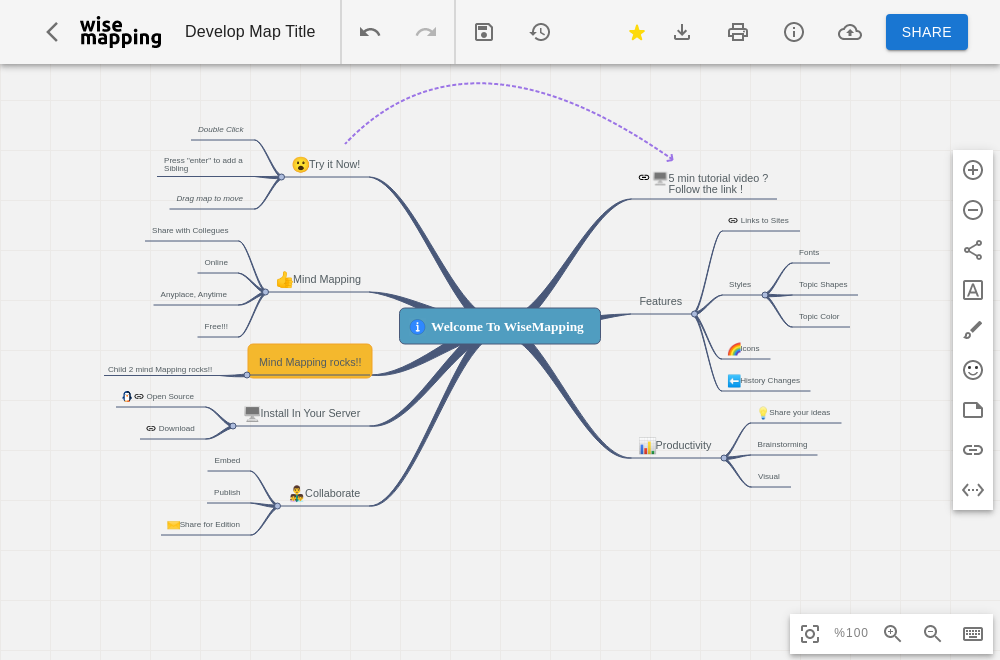 wise
mapping
Develop Map Title
SHARE
Double Click
Press "enter" to add a
Sibling
Drag map to move
😮Try it Now!
Share with Collegues
Online
Anyplace, Anytime
Free!!!
👍Mind Mapping
Child 2 mind Mapping rocks!!
Mind Mapping rocks!!
Open Source
Download
Install In Your Server
Embed
Publish
Share for Edition
Collaborate
Welcome To WiseMapping
5 min tutorial video ?
Follow the link !
Features
Links to Sites
Styles
Fonts
Topic Shapes
Topic Color
Icons
History Changes
Productivity
Share your ideas
Brainstorming
Visual
A
%100